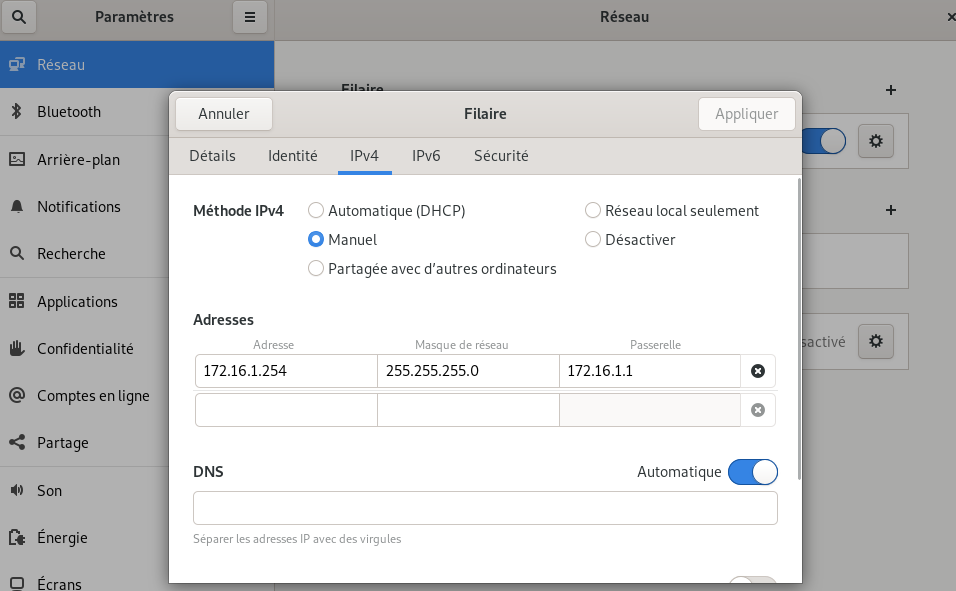 Paramètres
Réseau
Réseau
Bluetooth
Arrière-plan
Notifications
Recherche
Applications
Confidentialité
Comptes en ligne
Partage
Son
Énergie
Écrans
Filaire
Annuler
Filaire
Appliquer
Détails
Identité
IPv4
IPv6
Sécurité
Méthode IPv4
Automatique (DHCP)
Réseau local seulement
Manuel
Désactiver
Partagée avec d’autres ordinateurs
Adresses
Adresse
Masque de réseau
Passerelle
172.16.1.254
255.255.255.0
172.16.1.1
DNS
Automatique
Séparer les adresses IP avec des virgules